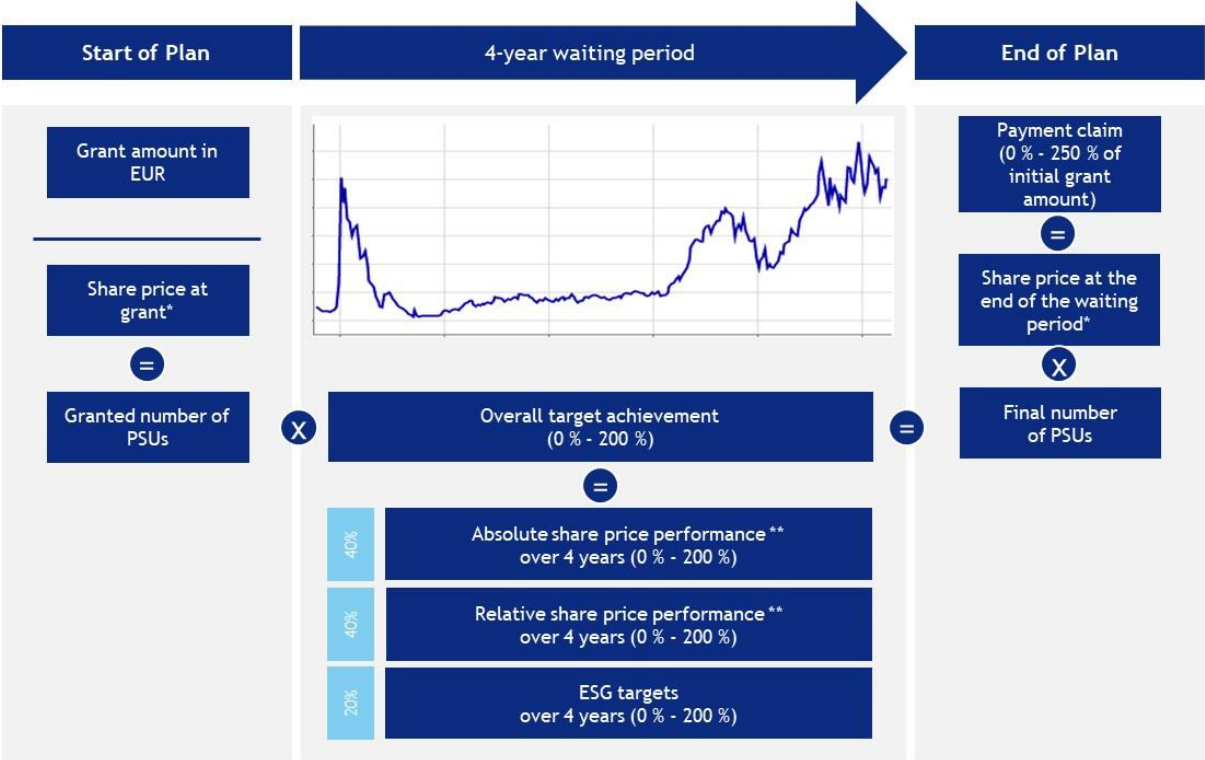 Start of Plan
4-year waiting period
End of Plan
Grant amount in
EUR
Share price at
grant*
=
Granted number of
PSUs
x
Overall target achievement
(0 % - 200 %)
=
40%
Absolute share price performance **
over 4 years (0 % - 200 %)
40%
Relative share price performance **
over 4 years (0 % - 200 %)
20%
ESG targets
over 4 years (0 % - 200 %)
=
Payment claim
(0 % - 250 % of
initial grant
amount)
=
Share price at the
end of the waiting
period*
x
Final number
of PSUs